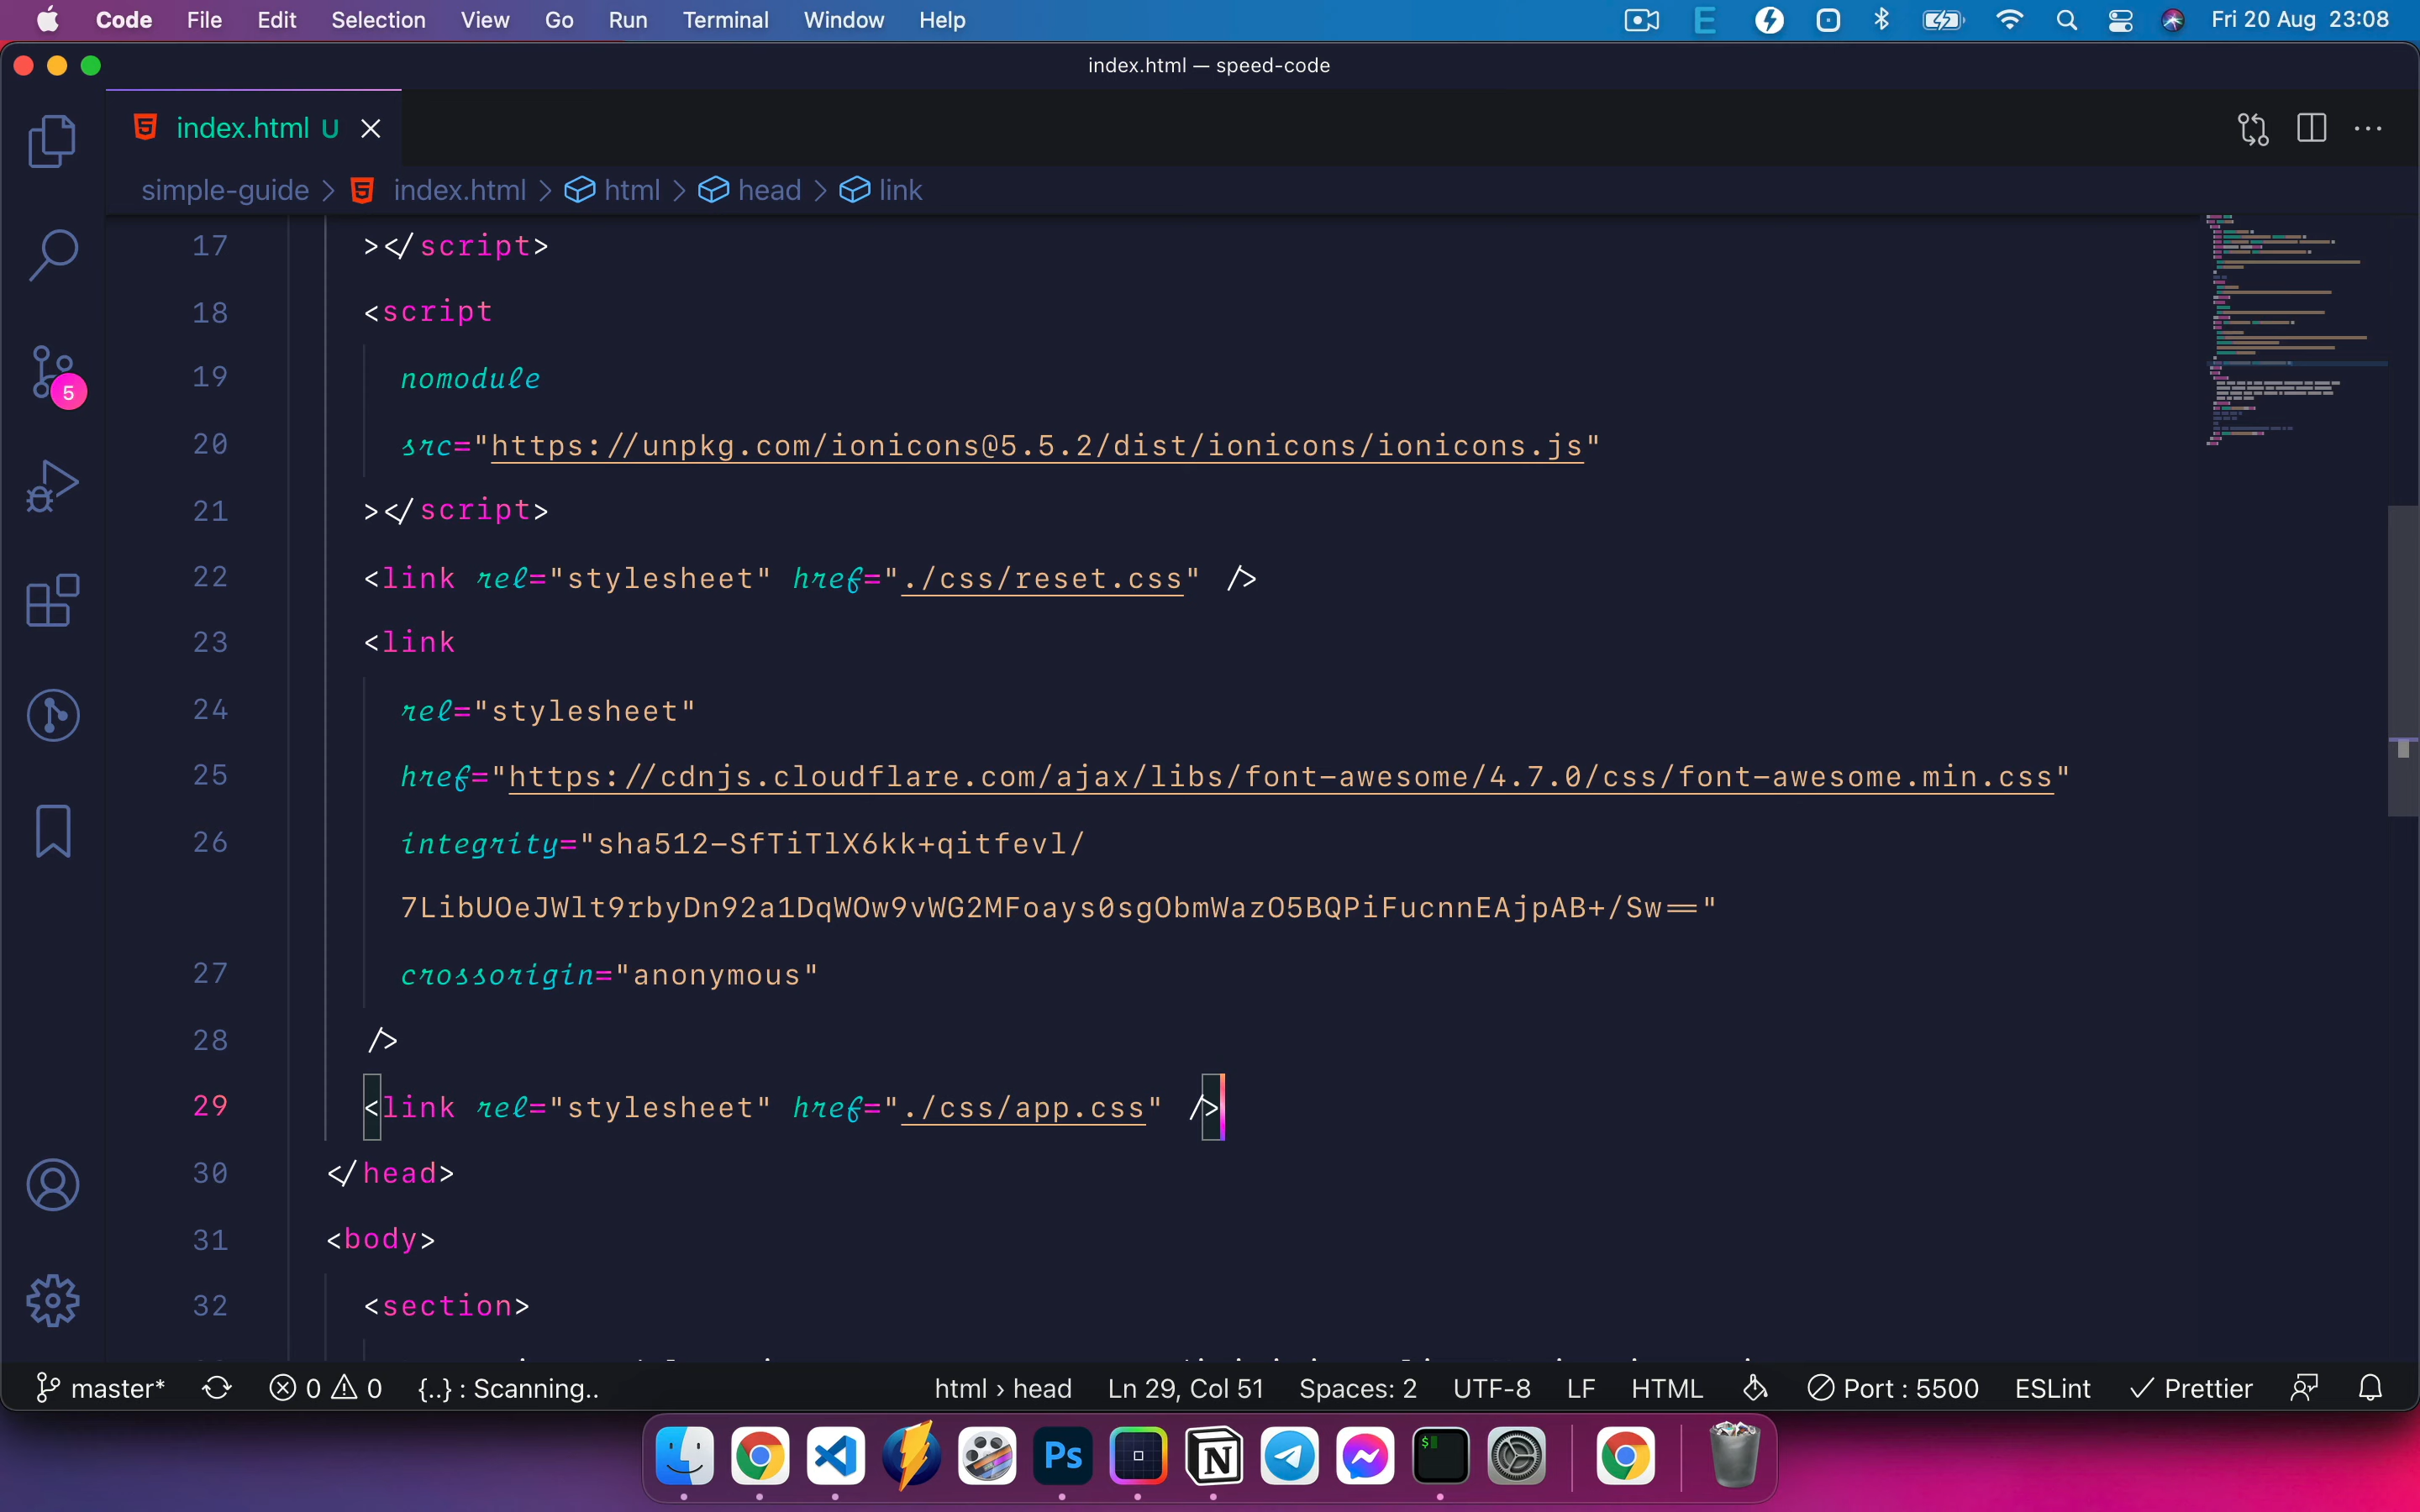 Code File Edit Selection View Go Run Terminal Window Help E Fri 20 Aug 23:08
index.html — speed-code
index.html U
simple-guide > index.html > html > head > link
17 ></script>
18 <script
19 nomodule
20 src="https://unpkg.com/ionicons@5.5.2/dist/ionicons/ionicons.js"
21 ></script>
22 <link rel="stylesheet" href="./css/reset.css" />
23 <link
24 rel="stylesheet"
25 href="https://cdnjs.cloudflare.com/ajax/libs/font-awesome/4.7.0/css/font-awesome.min.css"
26 integrity="sha512-SfTiTlX6kk+qitfevl/
7LibUOeJWlt9rbyDn92a1DqWOw9vWG2MFoays0sgObmWazO5BQPiFucnnEAjpAB+/Sw=="
27 crossorigin="anonymous"
28 />
29 <link rel="stylesheet" href="./css/app.css" />
30 </head>
31 <body>
32 <section>
5
master* 0 0 {..} : Scanning.. html › head Ln 29, Col 51 Spaces: 2 UTF-8 LF HTML Port : 5500 ESLint Prettier
Ps N $